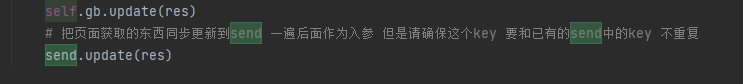 self.gb.update(res)
# 把页面获取的东西同步更新到send 一遍后面作为入参 但是请确保这个key 要和已有的send中的key 不重复
send.update(res)